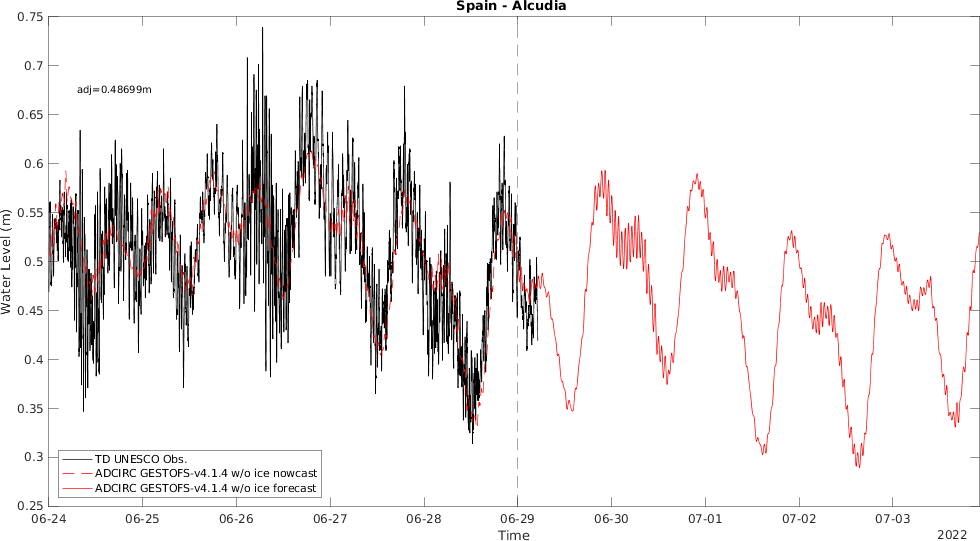 Spain - Alcudia
adj=0.48699m
Water Level (m)
0.75
0.7
0.65
0.6
0.55
0.5
0.45
0.4
0.35
0.3
0.25
TD UNESCO Obs.
ADCIRC GESTOFS-v4.1.4 w/o ice nowcast
ADCIRC GESTOFS-v4.1.4 w/o ice forecast
06-24 06-25 06-26 06-27 06-28 06-29 06-30 07-01 07-02 07-03
Time
2022